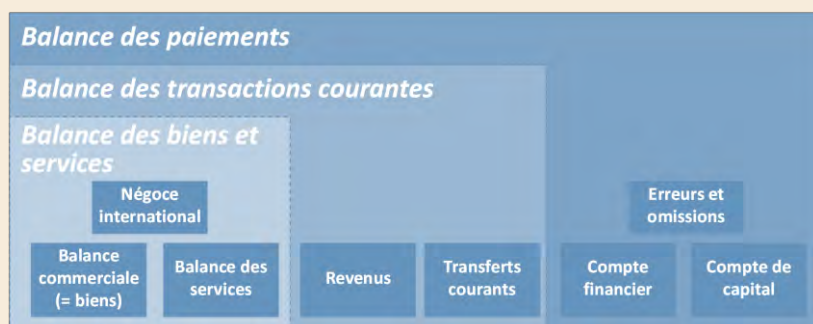 Balance des paiements
Balance des transactions courantes
Balance des biens et
services
Négoce
international
Erreurs et
omissions
Balance
commerciale
(= biens)
Balance des
services
Revenus
Transferts
courants
Compte
financier
Compte de
capital